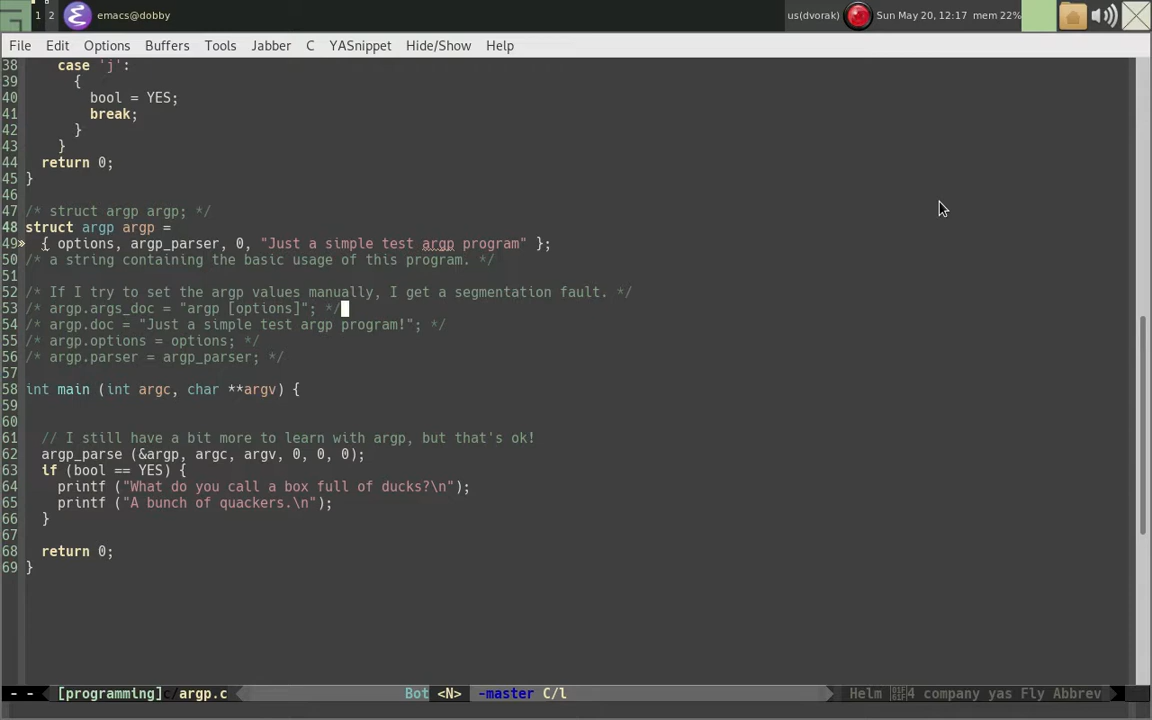 1 2 emacs@dobby us(dvorak) Sun May 20, 12:17 mem 22%
File Edit Options Buffers Tools Jabber C YASnippet Hide/Show Help
38 case 'j':
39 {
40 bool = YES;
41 break;
42 }
43 }
44 return 0;
45 }
46
47 /* struct argp argp; */
48 struct argp argp =
49» { options, argp_parser, 0, "Just a simple test argp program" };
50 /* a string containing the basic usage of this program. */
51
52 /* If I try to set the argp values manually, I get a segmentation fault. */
53 /* argp.args_doc = "argp [options]"; */
54 /* argp.doc = "Just a simple test argp program!"; */
55 /* argp.options = options; */
56 /* argp.parser = argp_parser; */
57
58 int main (int argc, char **argv) {
59
60
61 // I still have a bit more to learn with argp, but that's ok!
62 argp_parse (&argp, argc, argv, 0, 0, 0);
63 if (bool == YES) {
64 printf ("What do you call a box full of ducks?\n");
65 printf ("A bunch of quackers.\n");
66 }
67
68 return 0;
69 }
- - [programming]c/argp.c Bot <N> -master C/l Helm 4 company yas Fly Abbrev